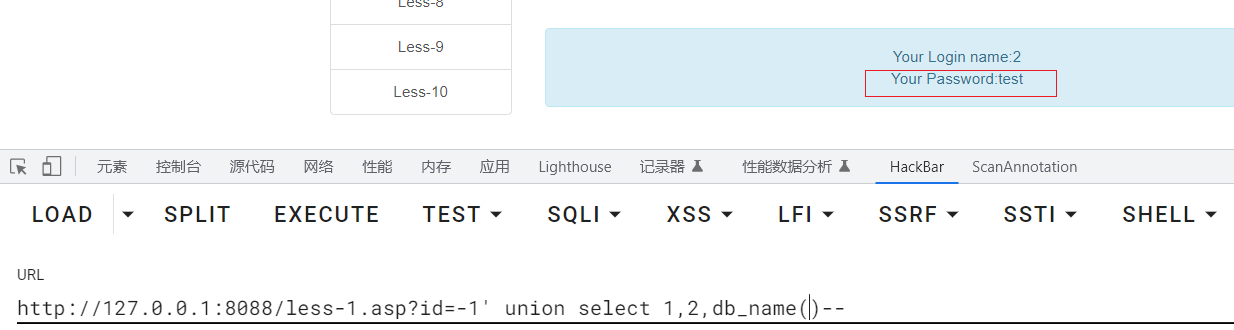 Less-8
Less-9
Less-10
Your Login name:2
Your Password:test
元素 控制台 源代码 网络 性能 内存 应用 Lighthouse 记录器 性能数据分析 HackBar ScanAnnotation
LOAD SPLIT EXECUTE TEST SQLI XSS LFI SSRF SSTI SHELL
URL
http://127.0.0.1:8088/less-1.asp?id=-1' union select 1,2,db_name()--